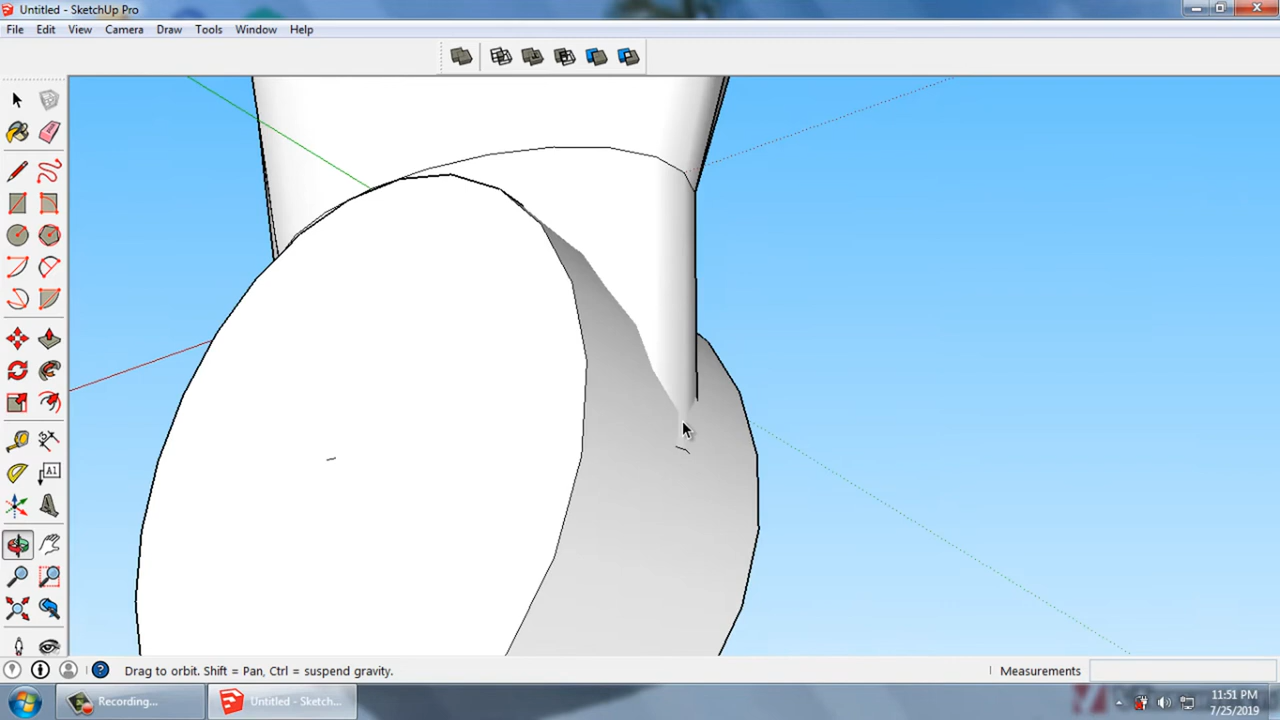 Untitled - SketchUp Pro
File Edit View Camera Draw Tools Window Help
A1
Drag to orbit. Shift = Pan, Ctrl = suspend gravity.
Measurements
Recording...
Untitled - Sketch...
11:51 PM
7/25/2019